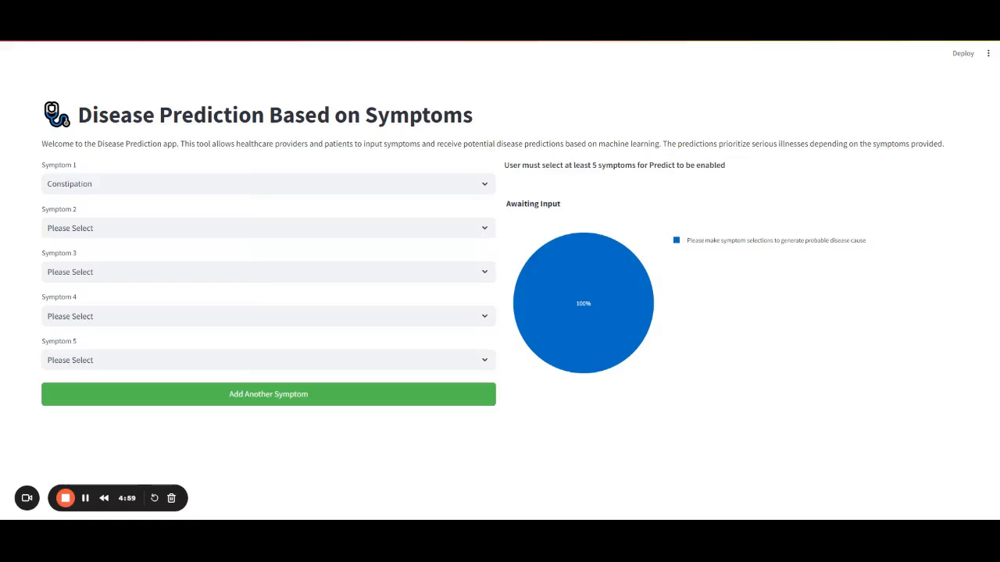 Deploy
Disease Prediction Based on Symptoms
Welcome to the Disease Prediction app. This tool allows healthcare providers and patients to input symptoms and receive potential disease predictions based on machine learning. The predictions prioritize serious illnesses depending on the symptoms provided.
Symptom 1
Constipation
Symptom 2
Please Select
Symptom 3
Please Select
Symptom 4
Please Select
Symptom 5
Please Select
Add Another Symptom
User must select at least 5 symptoms for Predict to be enabled
Awaiting Input
100%
Please make symptom selections to generate probable disease cause
4:59